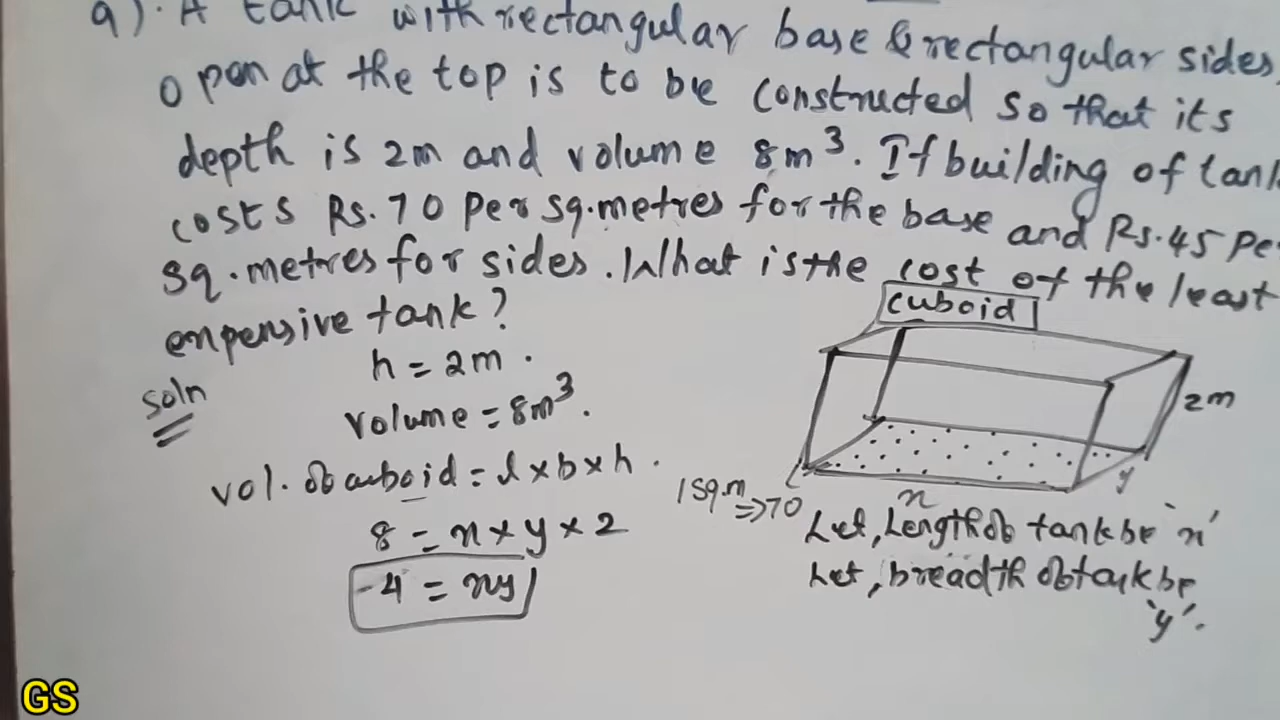 9). A tank with rectangular base & rectangular sides,
open at the top is to be constructed so that its
depth is 2m and volume 8m³. If building of tank
costs Rs. 70 per sq.metres for the base and Rs.45 pe
sq.metres for sides. What is the cost of the least
expensive tank?
cuboid
soln
h = 2m.
volume = 8m³.
2m
vol. of cuboid = l × b × h.
1 sq.m ⇒ 70
x
y
8 = x × y × 2
Let, Length of tank be 'x'
4 = xy
Let, breadth of tank be
'y'.
GS